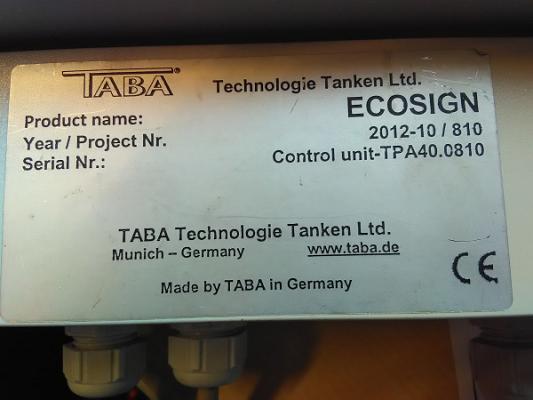 TABA® Technologie Tanken Ltd.
Product name: ECOSIGN
Year / Project Nr. 2012-10 / 810
Serial Nr.: Control unit-TPA40.0810
TABA Technologie Tanken Ltd.
Munich – Germany www.taba.de
Made by TABA in Germany
CE